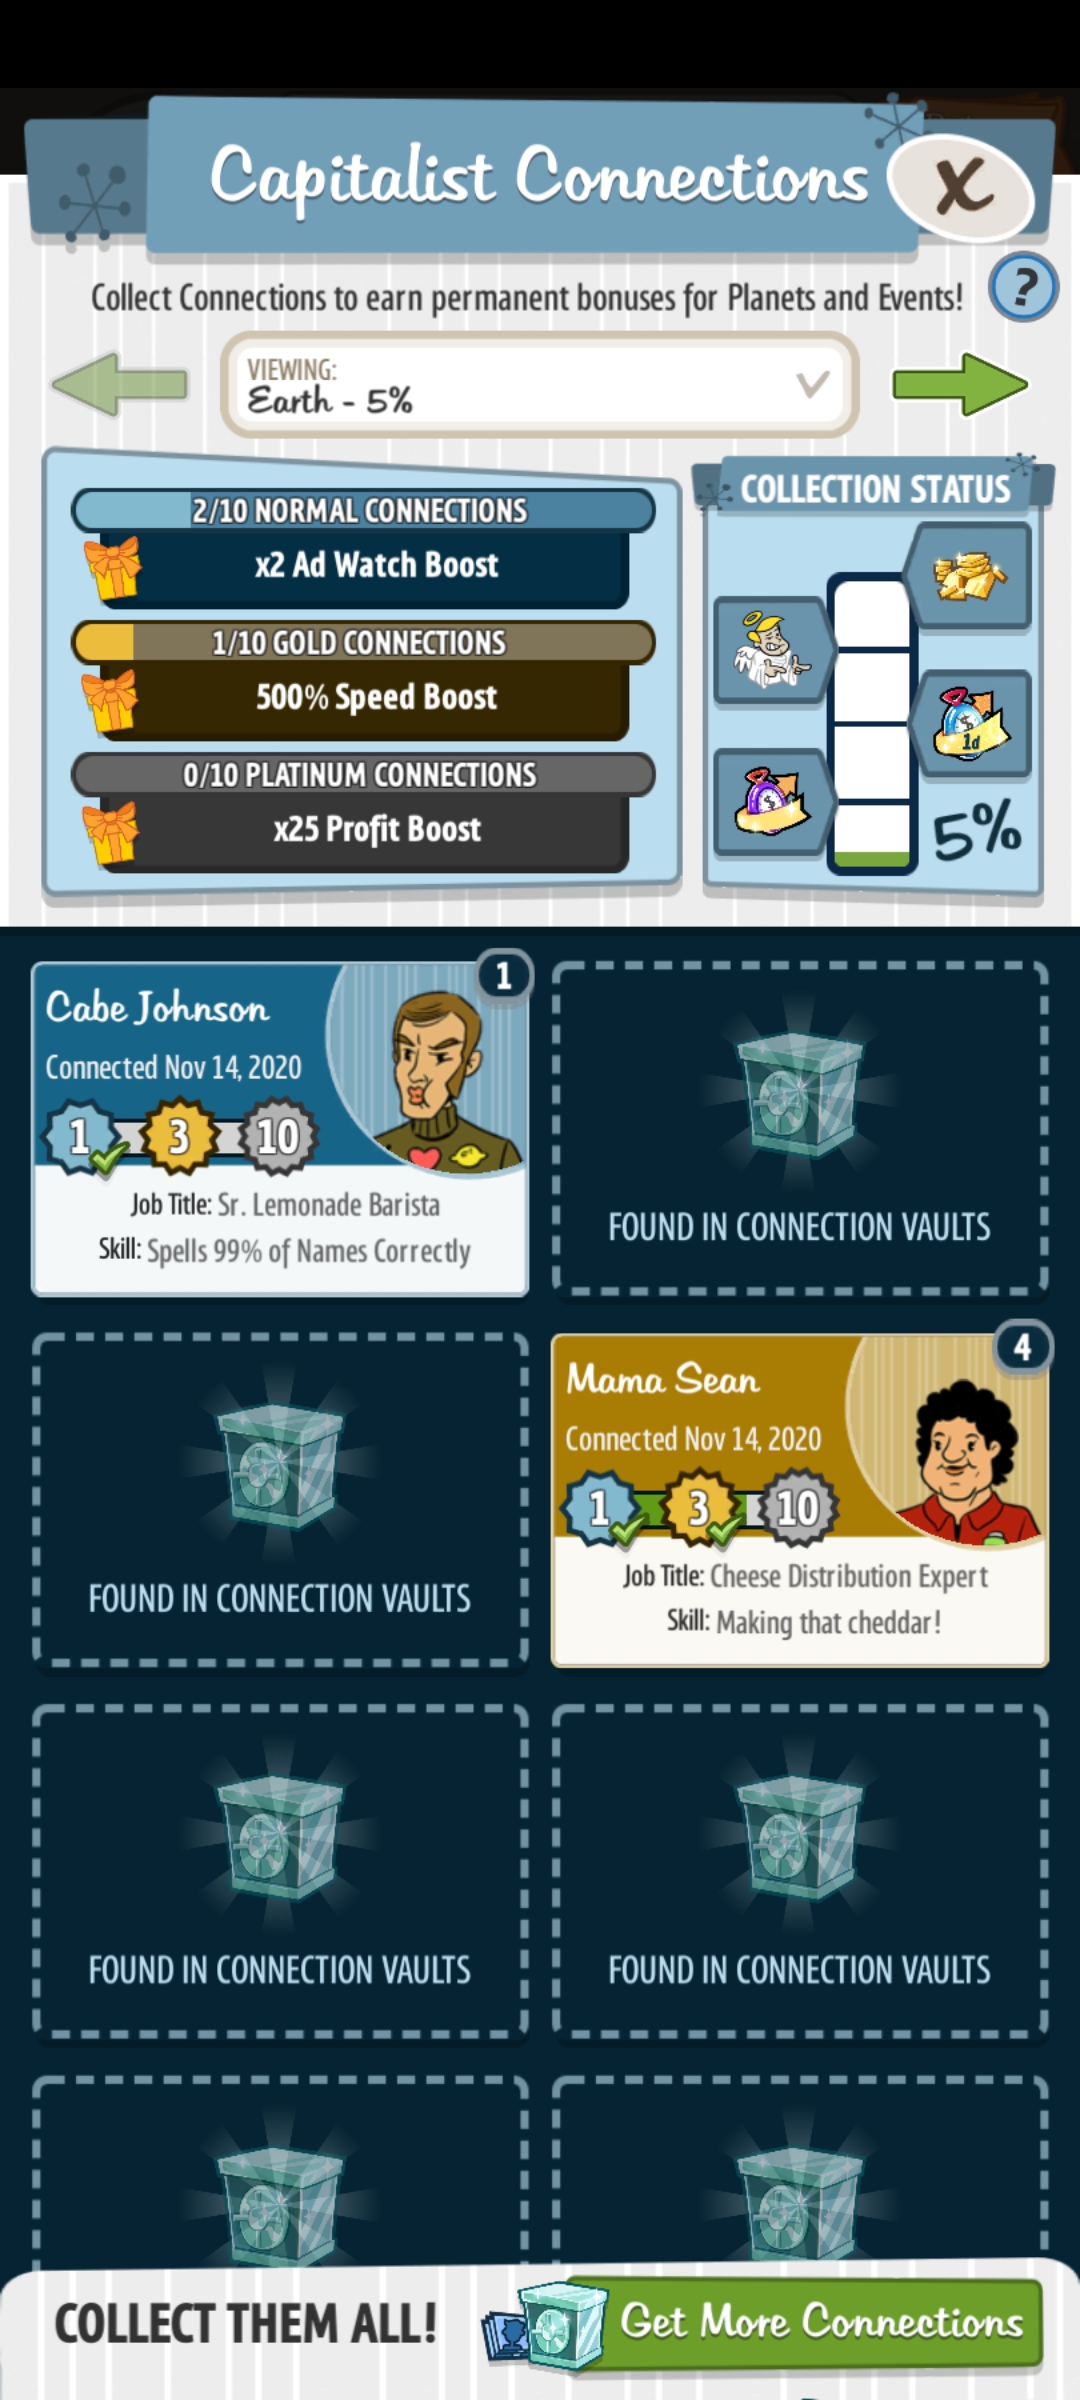 Capitalist Connections
X
Collect Connections to earn permanent bonuses for Planets and Events!
?
VIEWING:
Earth - 5%
2/10 NORMAL CONNECTIONS
x2 Ad Watch Boost
1/10 GOLD CONNECTIONS
500% Speed Boost
0/10 PLATINUM CONNECTIONS
x25 Profit Boost
COLLECTION STATUS
1d
5%
1
Cabe Johnson
Connected Nov 14, 2020
1 3 10
Job Title: Sr. Lemonade Barista
Skill: Spells 99% of Names Correctly
FOUND IN CONNECTION VAULTS
FOUND IN CONNECTION VAULTS
4
Mama Sean
Connected Nov 14, 2020
1 3 10
Job Title: Cheese Distribution Expert
Skill: Making that cheddar!
FOUND IN CONNECTION VAULTS
FOUND IN CONNECTION VAULTS
COLLECT THEM ALL!
Get More Connections